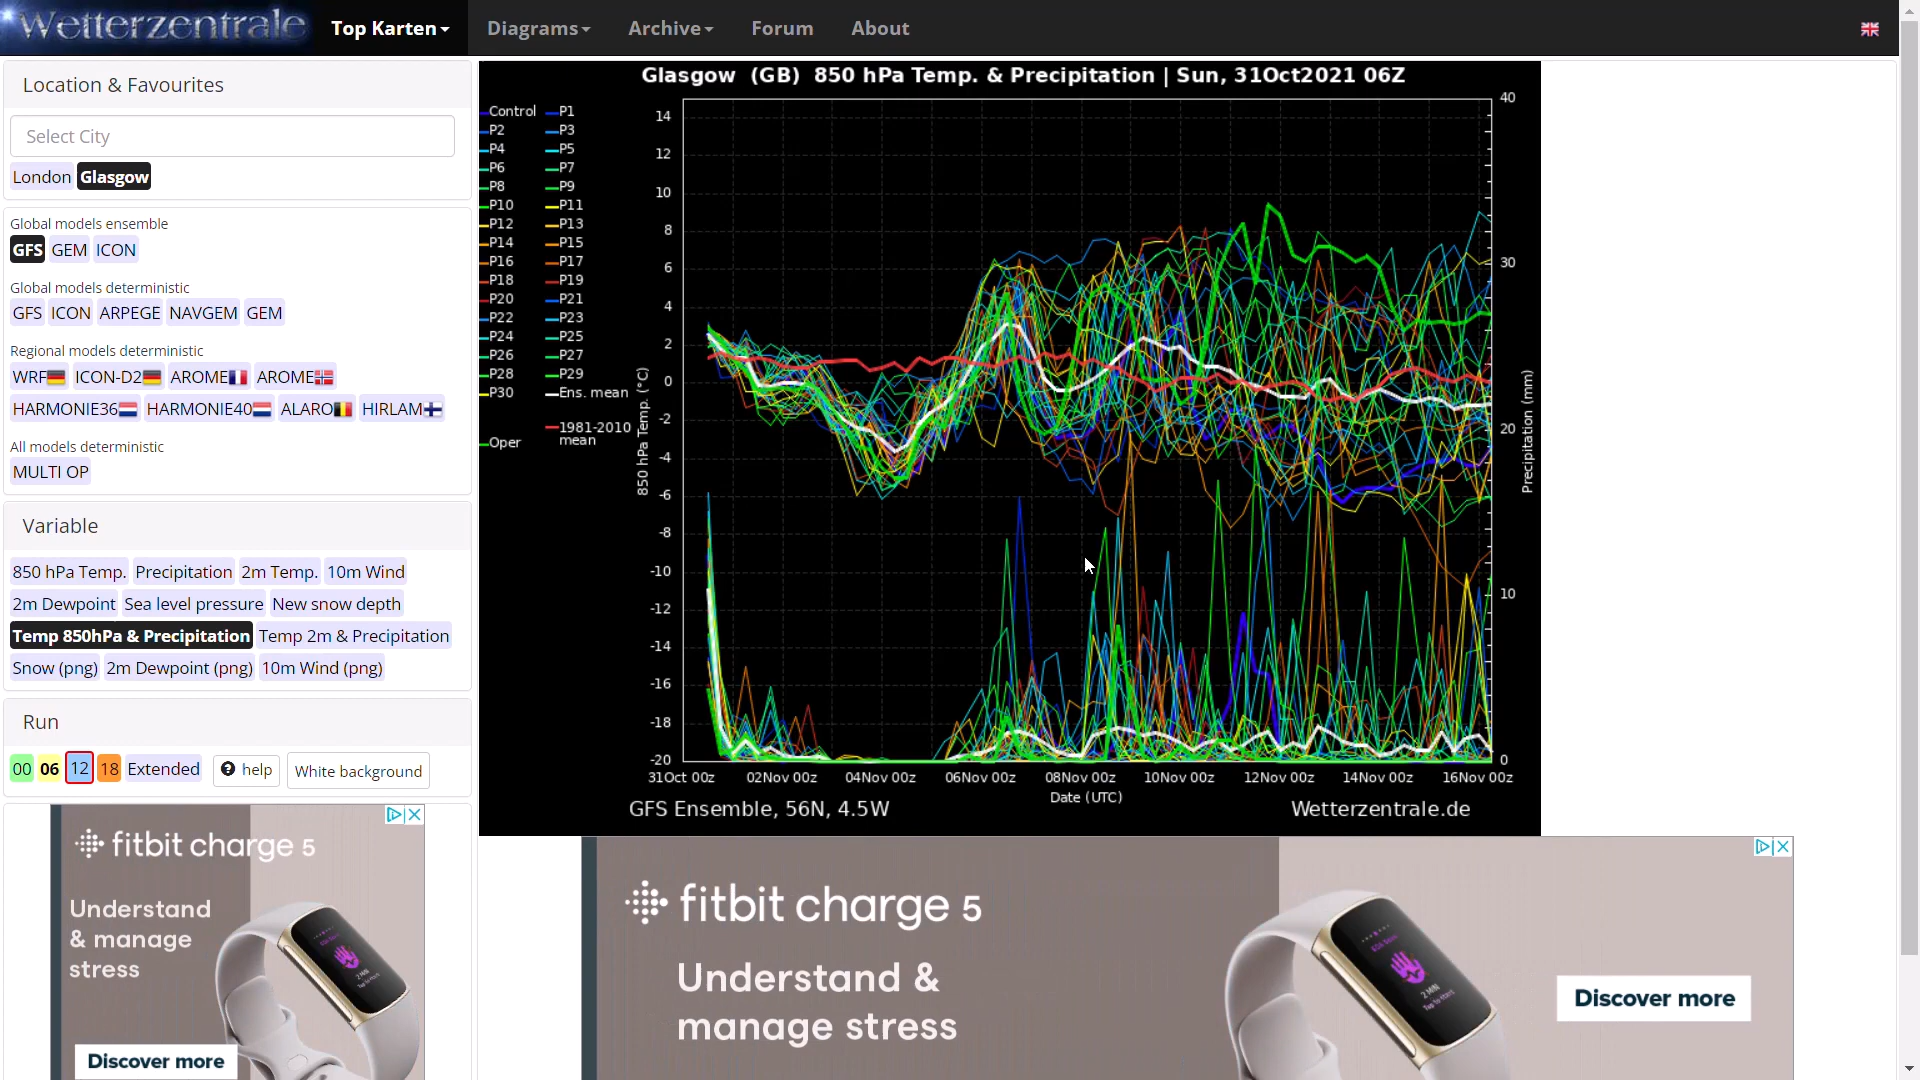 Wetterzentrale
Top Karten
Diagrams
Archive
Forum
About
Location & Favourites
Select City
London Glasgow
Global models ensemble
GFS GEM ICON
Global models deterministic
GFS ICON ARPEGE NAVGEM GEM
Regional models deterministic
WRF ICON-D2 AROME AROME
HARMONIE36 HARMONIE40 ALARO HIRLAM
All models deterministic
MULTI OP
Variable
850 hPa Temp. Precipitation 2m Temp. 10m Wind
2m Dewpoint Sea level pressure New snow depth
Temp 850hPa & Precipitation Temp 2m & Precipitation
Snow (png) 2m Dewpoint (png) 10m Wind (png)
Run
00 06 12 18 Extended help White background
fitbit charge 5
Understand
& manage
stress
Discover more
Glasgow (GB) 850 hPa Temp. & Precipitation | Sun, 31Oct2021 06Z
Control P1
P2 P3
P4 P5
P6 P7
P8 P9
P10 P11
P12 P13
P14 P15
P16 P17
P18 P19
P20 P21
P22 P23
P24 P25
P26 P27
P28 P29
P30 Ens. mean
1981-2010
mean
Oper
850 hPa Temp. (°C)
14
12
10
8
6
4
2
0
-2
-4
-6
-8
-10
-12
-14
-16
-18
-20
40
30
20
10
0
Precipitation (mm)
31Oct 00z 02Nov 00z 04Nov 00z 06Nov 00z 08Nov 00z 10Nov 00z 12Nov 00z 14Nov 00z 16Nov 00z
Date (UTC)
GFS Ensemble, 56N, 4.5W
Wetterzentrale.de
fitbit charge 5
Understand &
manage stress
Discover more